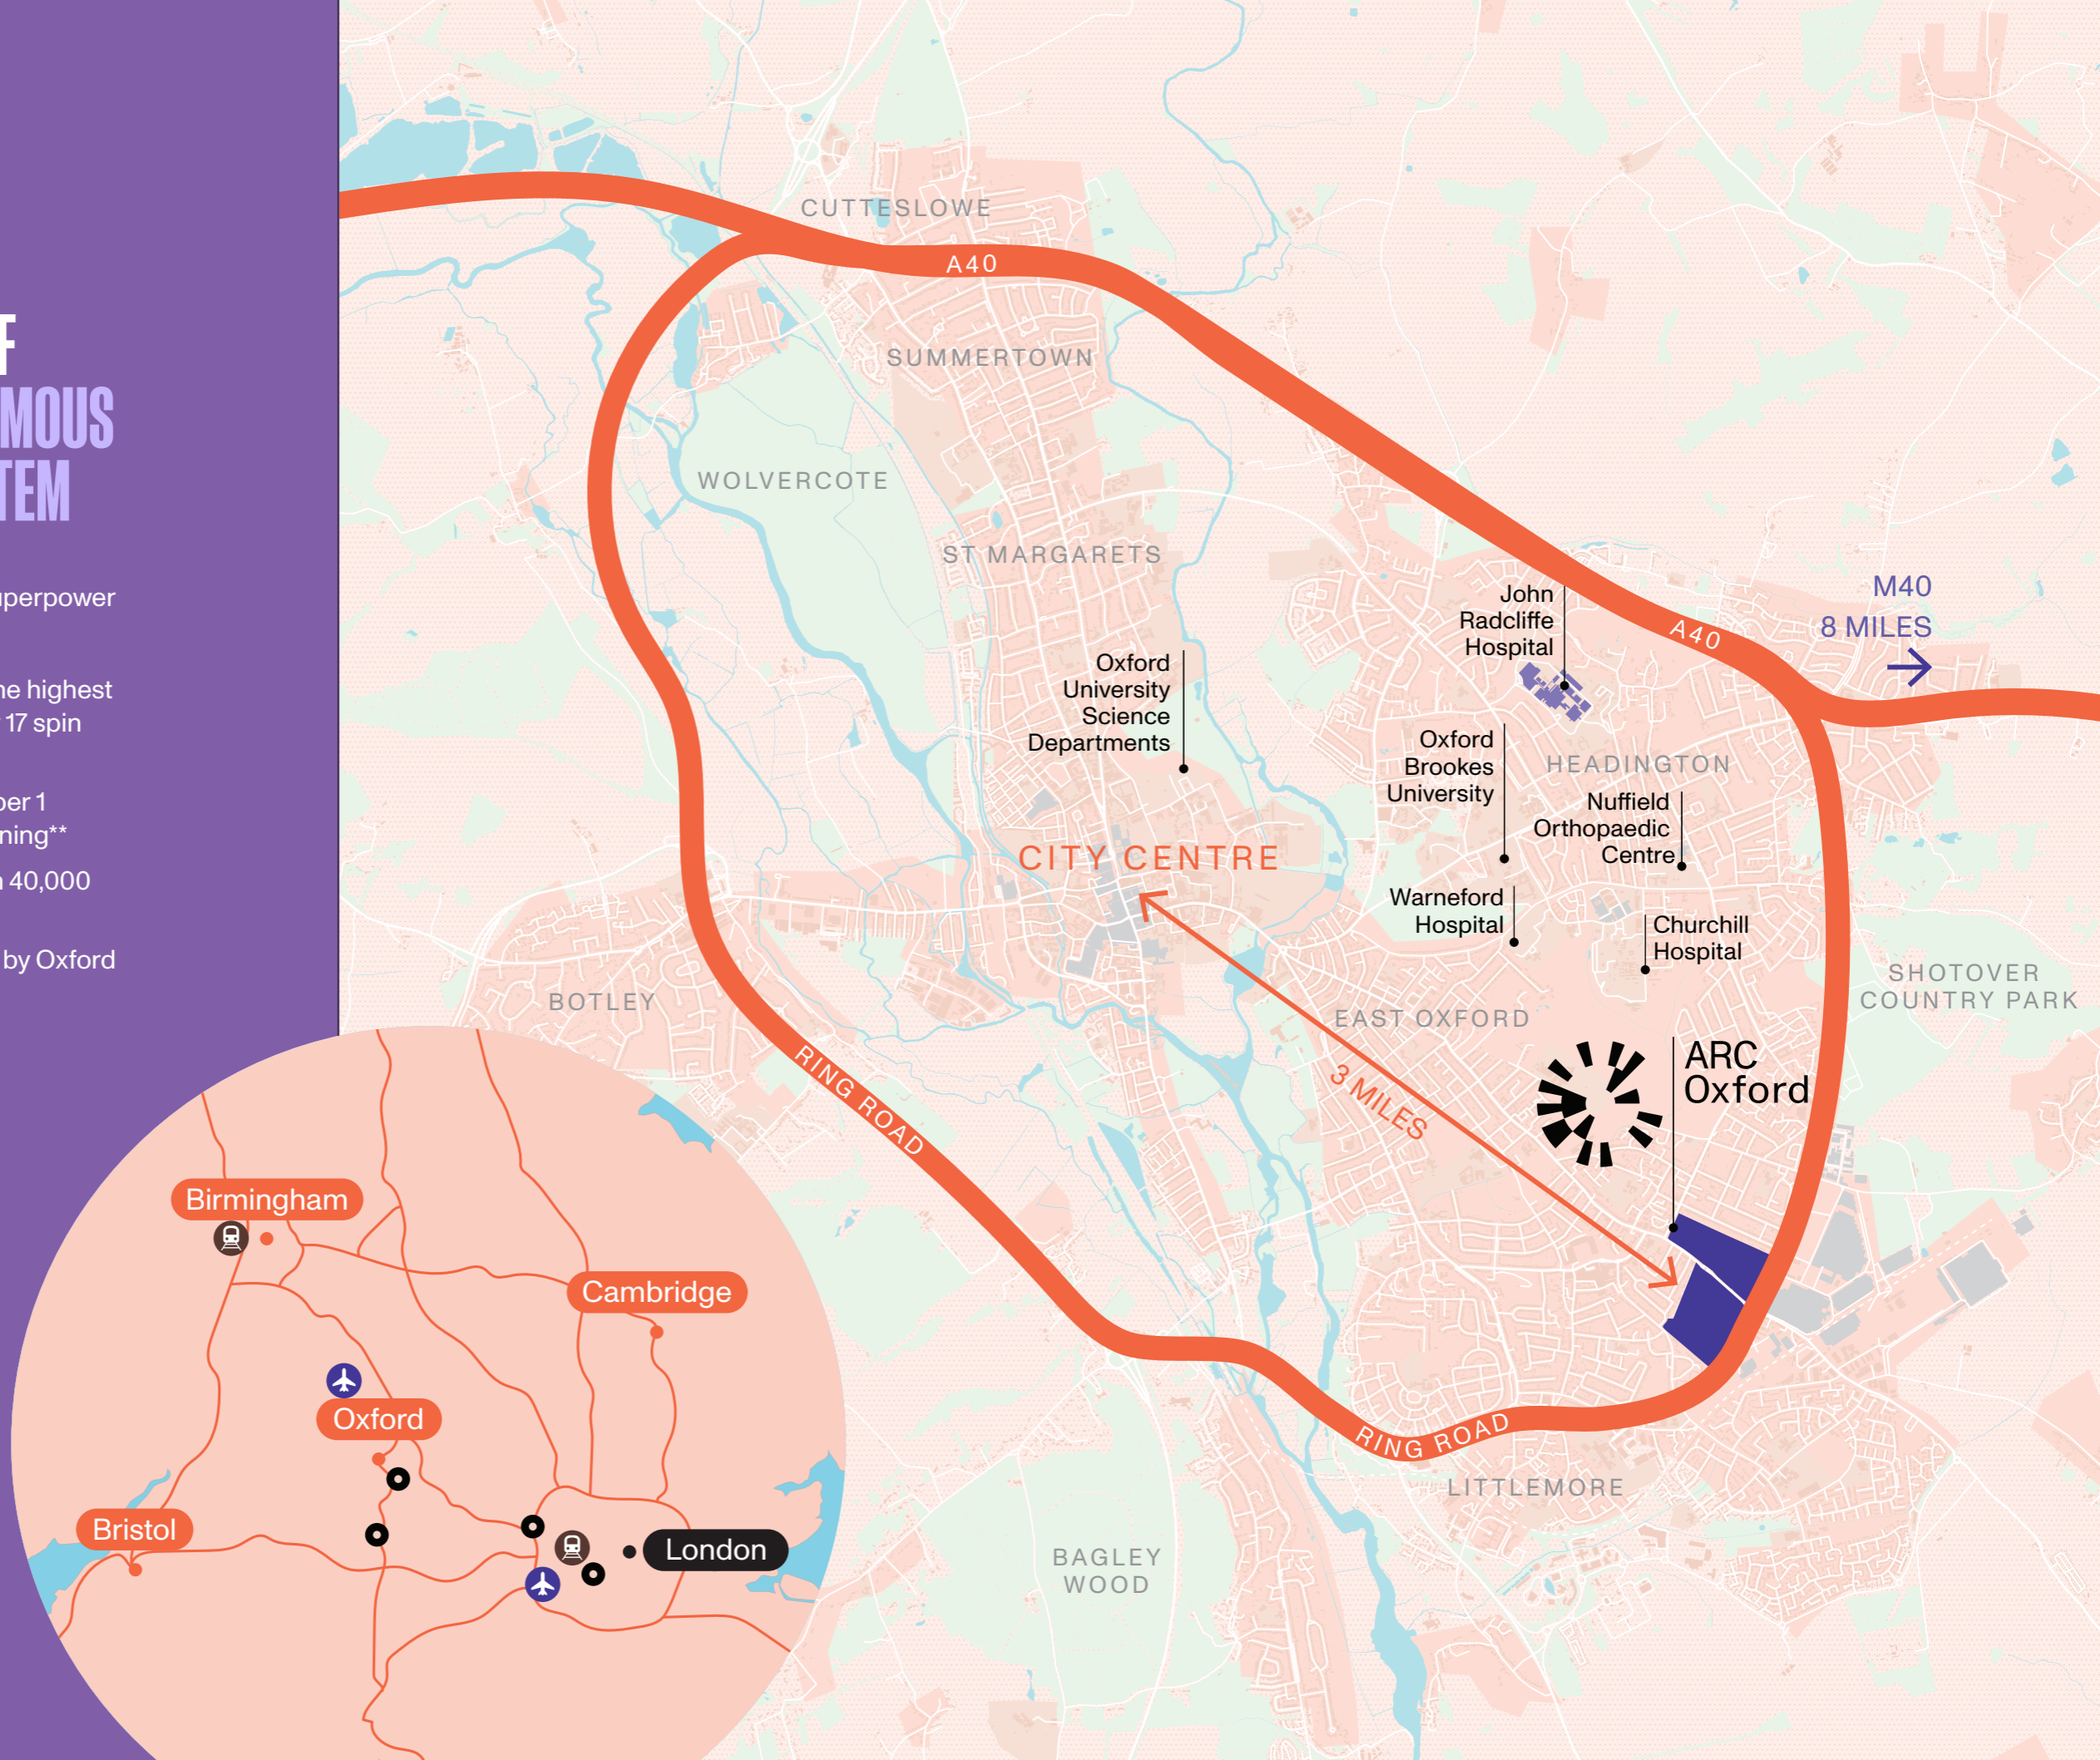 F
MOUS
TEM
uperpower
he highest
17 spin
per 1
ning**
40,000
by Oxford
CUTTESLOWE
A40
SUMMERTOWN
WOLVERCOTE
ST MARGARETS
John
Radcliffe
Hospital
A40
M40
8 MILES
Oxford
University
Science
Departments
Oxford
Brookes
University
HEADINGTON
Nuffield
Orthopaedic
Centre
CITY CENTRE
Warneford
Hospital
Churchill
Hospital
SHOTOVER
COUNTRY PARK
BOTLEY
EAST OXFORD
ARC
Oxford
3 MILES
RING ROAD
RING ROAD
LITTLEMORE
BAGLEY
WOOD
Birmingham
Cambridge
Oxford
Bristol
London